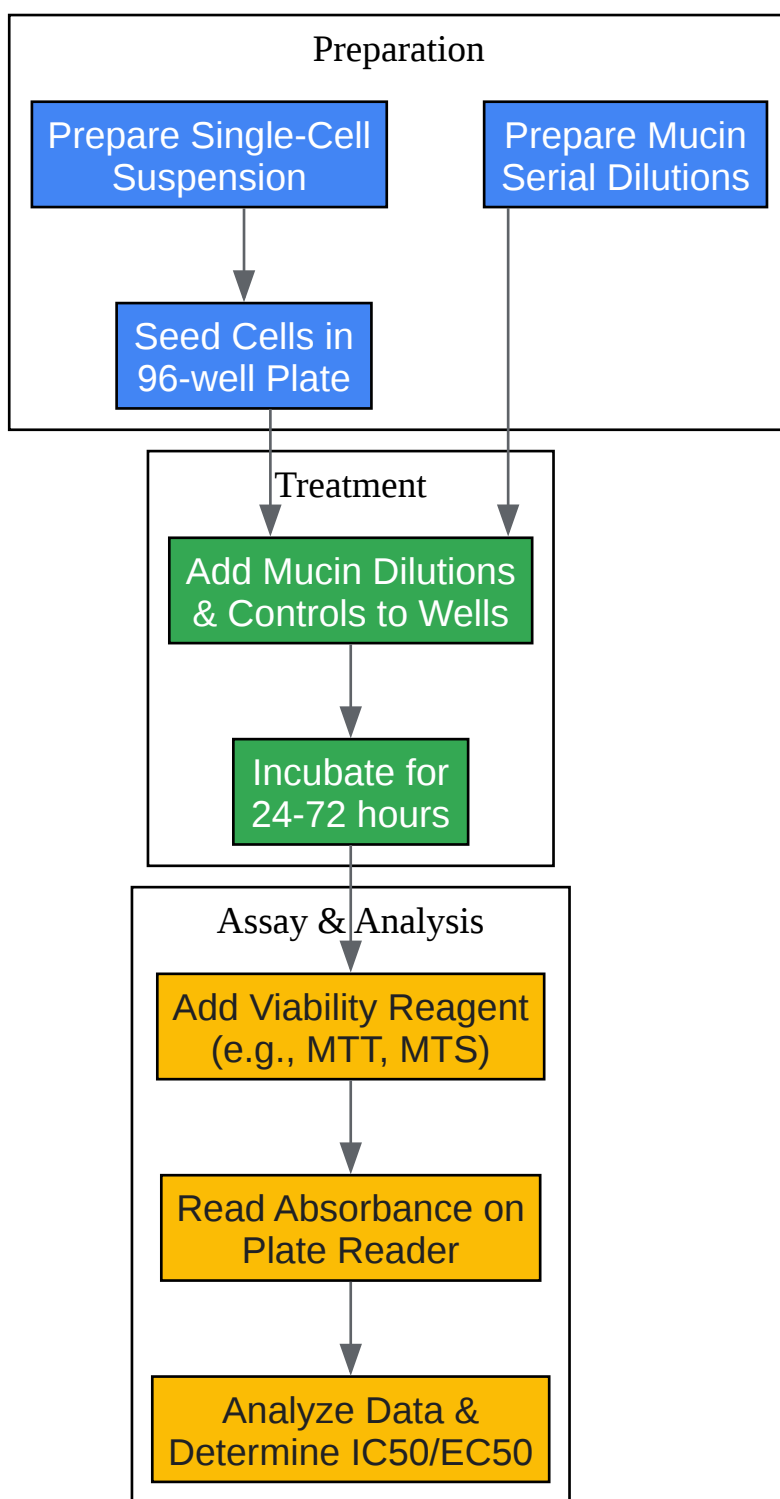 Preparation
Prepare Single-Cell
Suspension
Prepare Mucin
Serial Dilutions
Seed Cells in
96-well Plate
Treatment
Add Mucin Dilutions
& Controls to Wells
Incubate for
24-72 hours
Assay & Analysis
Add Viability Reagent
(e.g., MTT, MTS)
Read Absorbance on
Plate Reader
Analyze Data &
Determine IC50/EC50